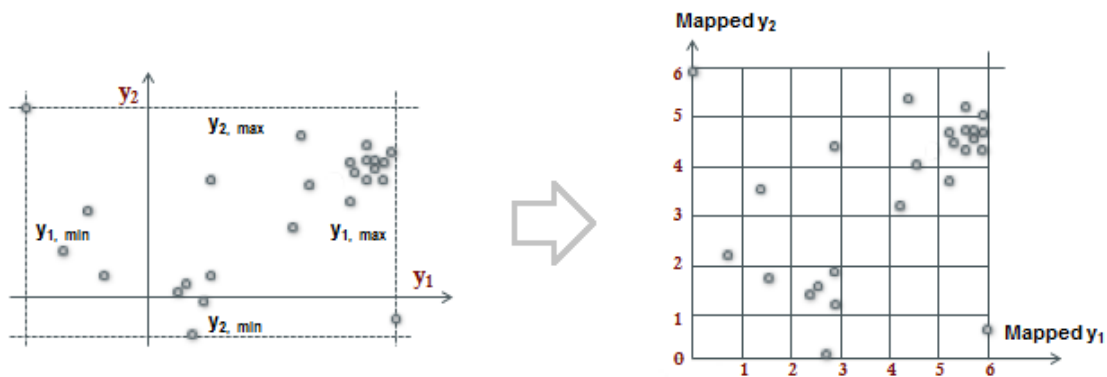 y2
y2, max
y1, min
y1, max
y1
y2, min
Mapped y2
6
5
4
3
2
1
0
1 2 3 4 5 6
Mapped y1